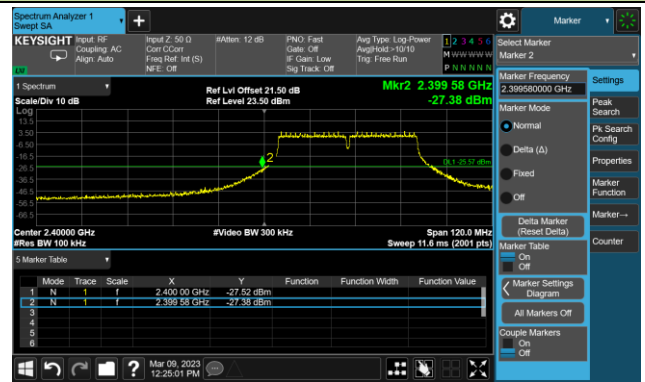 Spectrum Analyzer 1
Swept SA
Marker
KEYSIGHT
Input: RF
Coupling: AC
Align: Auto
Input Z: 50 Ω
Corr CCorr
Freq Ref: Int (S)
NFE: Off
#Atten: 12 dB
PNO: Fast
Gate: Off
IF Gain: Low
Sig Track: Off
Avg Type: Log-Power
Avg|Hold:>10/10
Trig: Free Run
1 2 3 4 5 6
M W W W W W
P N N N N N
LW
Select Marker
Marker 2
1 Spectrum
Scale/Div 10 dB
Ref Lvl Offset 21.50 dB
Ref Level 23.50 dBm
Mkr2 2.399 58 GHz
-27.38 dBm
Log
13.5
3.50
-6.50
-16.5
-26.5
-36.5
-46.5
-56.5
-66.5
2
DL1 -25.57 dBm
Center 2.40000 GHz
#Res BW 100 kHz
#Video BW 300 kHz
Span 120.0 MHz
Sweep 11.6 ms (2001 pts)
5 Marker Table
Mode Trace Scale X Y Function Function Width Function Value
1 N 1 f 2.400 00 GHz -27.52 dBm
2 N 1 f 2.399 58 GHz -27.38 dBm
3
4
5
6
Marker Frequency
2.399580000 GHz
Marker Mode
Normal
Delta (Δ)
Fixed
Off
Delta Marker
(Reset Delta)
Marker Table
On
Off
Marker Settings
Diagram
All Markers Off
Couple Markers
On
Off
Settings
Peak
Search
Pk Search
Config
Properties
Marker
Function
Marker→
Counter
?
Mar 09, 2023
12:25:01 PM